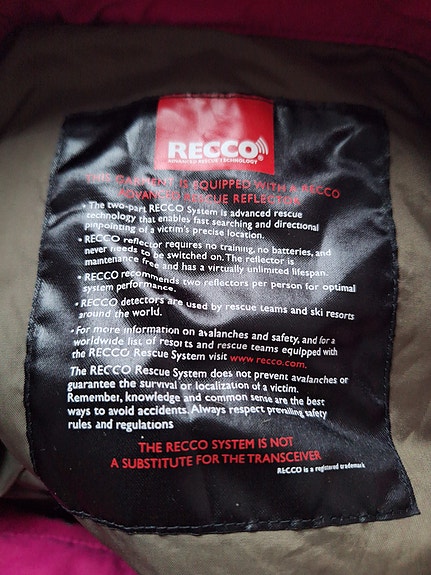 RECCO®
ADVANCED RESCUE TECHNOLOGY
THIS GARMENT IS EQUIPPED WITH A RECCO
ADVANCED RESCUE REFLECTOR
• The two-part RECCO System is advanced rescue
technology that enables fast searching and directional
pinpointing of a victim's precise location.
• RECCO reflector requires no training, no batteries, and
never needs to be switched on. The reflector is
maintenance free and has a virtually unlimited lifespan.
• RECCO recommends two reflectors per person for optimal
system performance.
• RECCO detectors are used by rescue teams and ski resorts
around the world.
• For more information on avalanches and safety, and for a
worldwide list of resorts and rescue teams equipped with
the RECCO Rescue System visit www.recco.com.
The RECCO Rescue System does not prevent avalanches or
guarantee the survival or localization of a victim.
Remember, knowledge and common sense are the best
ways to avoid accidents. Always respect prevailing safety
rules and regulations
THE RECCO SYSTEM IS NOT
A SUBSTITUTE FOR THE TRANSCEIVER
RECCO is a registered trademark